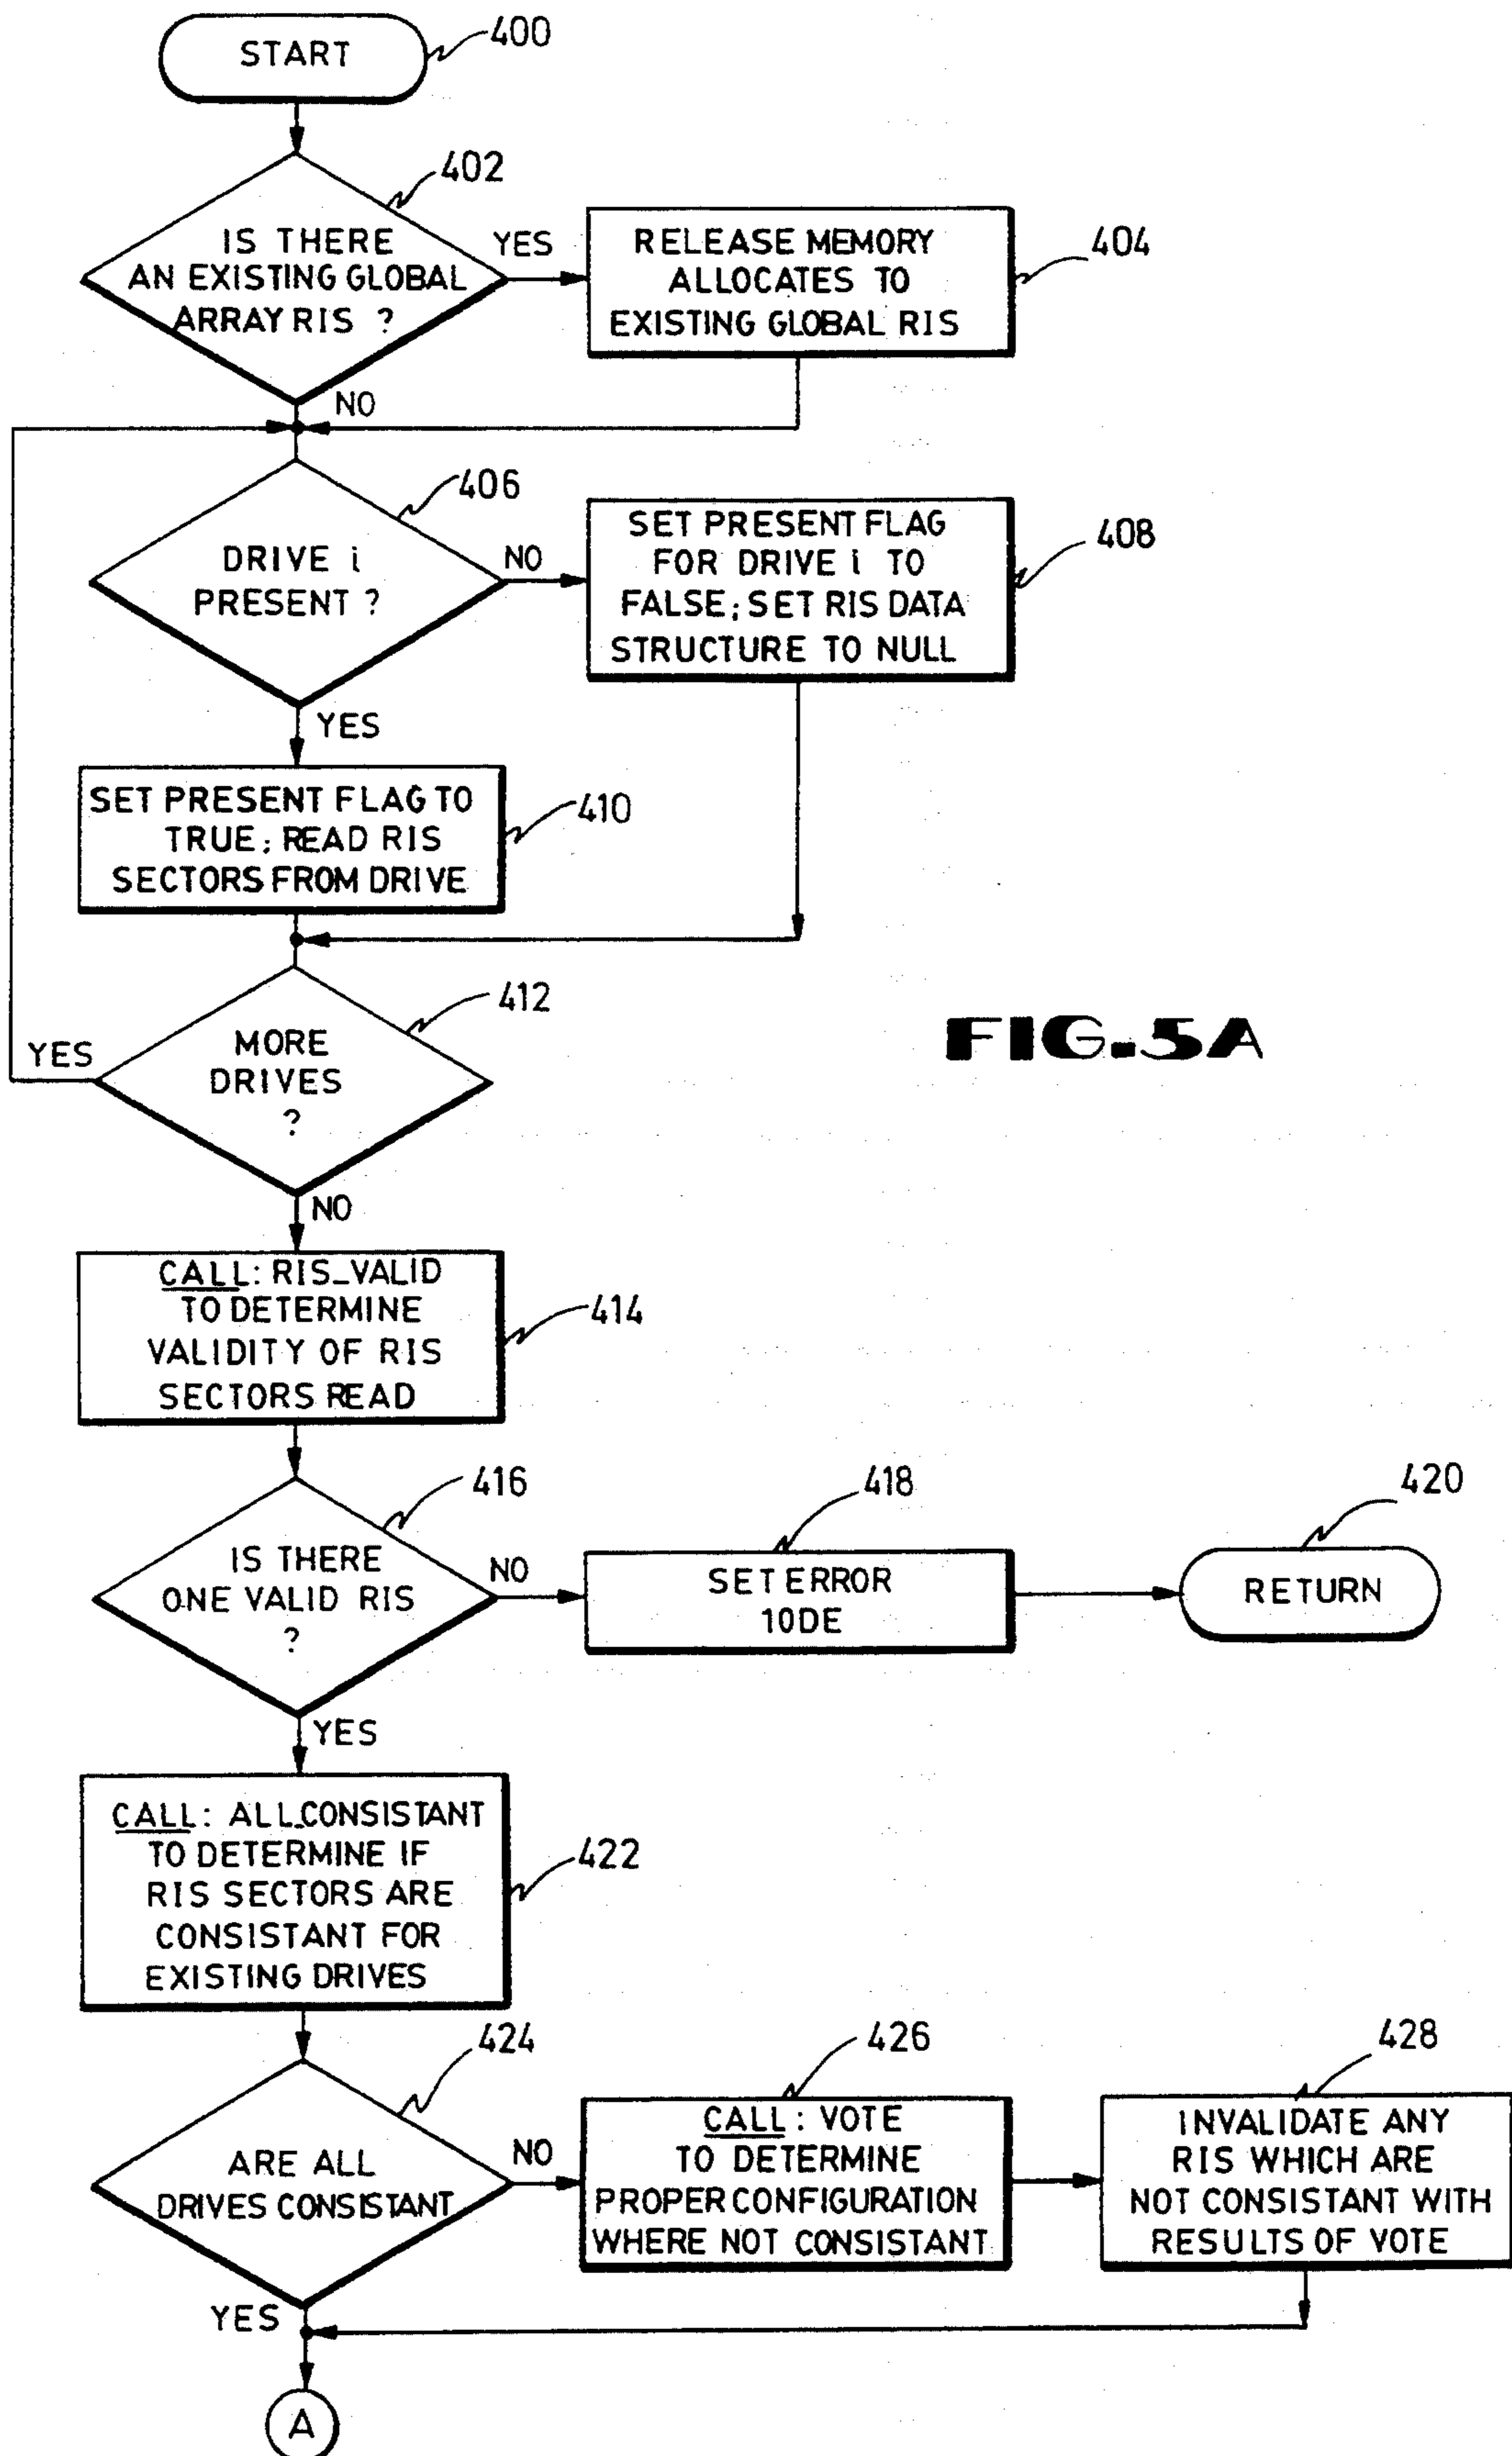 START
400
402
IS THERE
AN EXISTING GLOBAL
ARRAY RIS ?
YES
RELEASE MEMORY
ALLOCATES TO
EXISTING GLOBAL RIS
404
NO
406
DRIVE i
PRESENT ?
NO
SET PRESENT FLAG
FOR DRIVE i TO
FALSE; SET RIS DATA
STRUCTURE TO NULL
408
YES
SET PRESENT FLAG TO
TRUE; READ RIS
SECTORS FROM DRIVE
410
412
MORE
DRIVES
?
YES
FIG.5A
NO
CALL: RIS_VALID
TO DETERMINE
VALIDITY OF RIS
SECTORS READ
414
416
IS THERE
ONE VALID RIS
?
NO
418
SET ERROR
10DE
420
RETURN
YES
CALL: ALL_CONSISTANT
TO DETERMINE IF
RIS SECTORS ARE
CONSISTANT FOR
EXISTING DRIVES
422
424
ARE ALL
DRIVES CONSISTANT
NO
426
CALL: VOTE
TO DETERMINE
PROPER CONFIGURATION
WHERE NOT CONSISTANT
428
INVALIDATE ANY
RIS WHICH ARE
NOT CONSISTANT WITH
RESULTS OF VOTE
YES
A